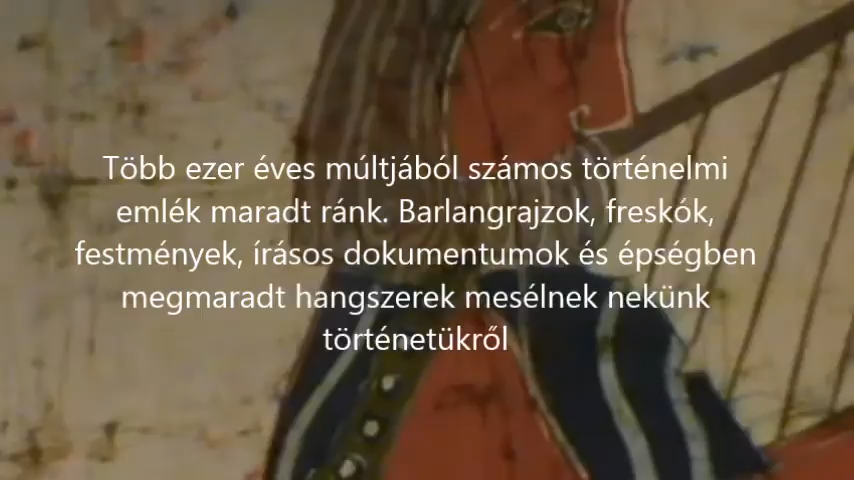 Több ezer éves múltjából számos történelmi
emlék maradt ránk. Barlangrajzok, freskók,
festmények, írásos dokumentumok és épségben
megmaradt hangszerek mesélnek nekünk
történetükről